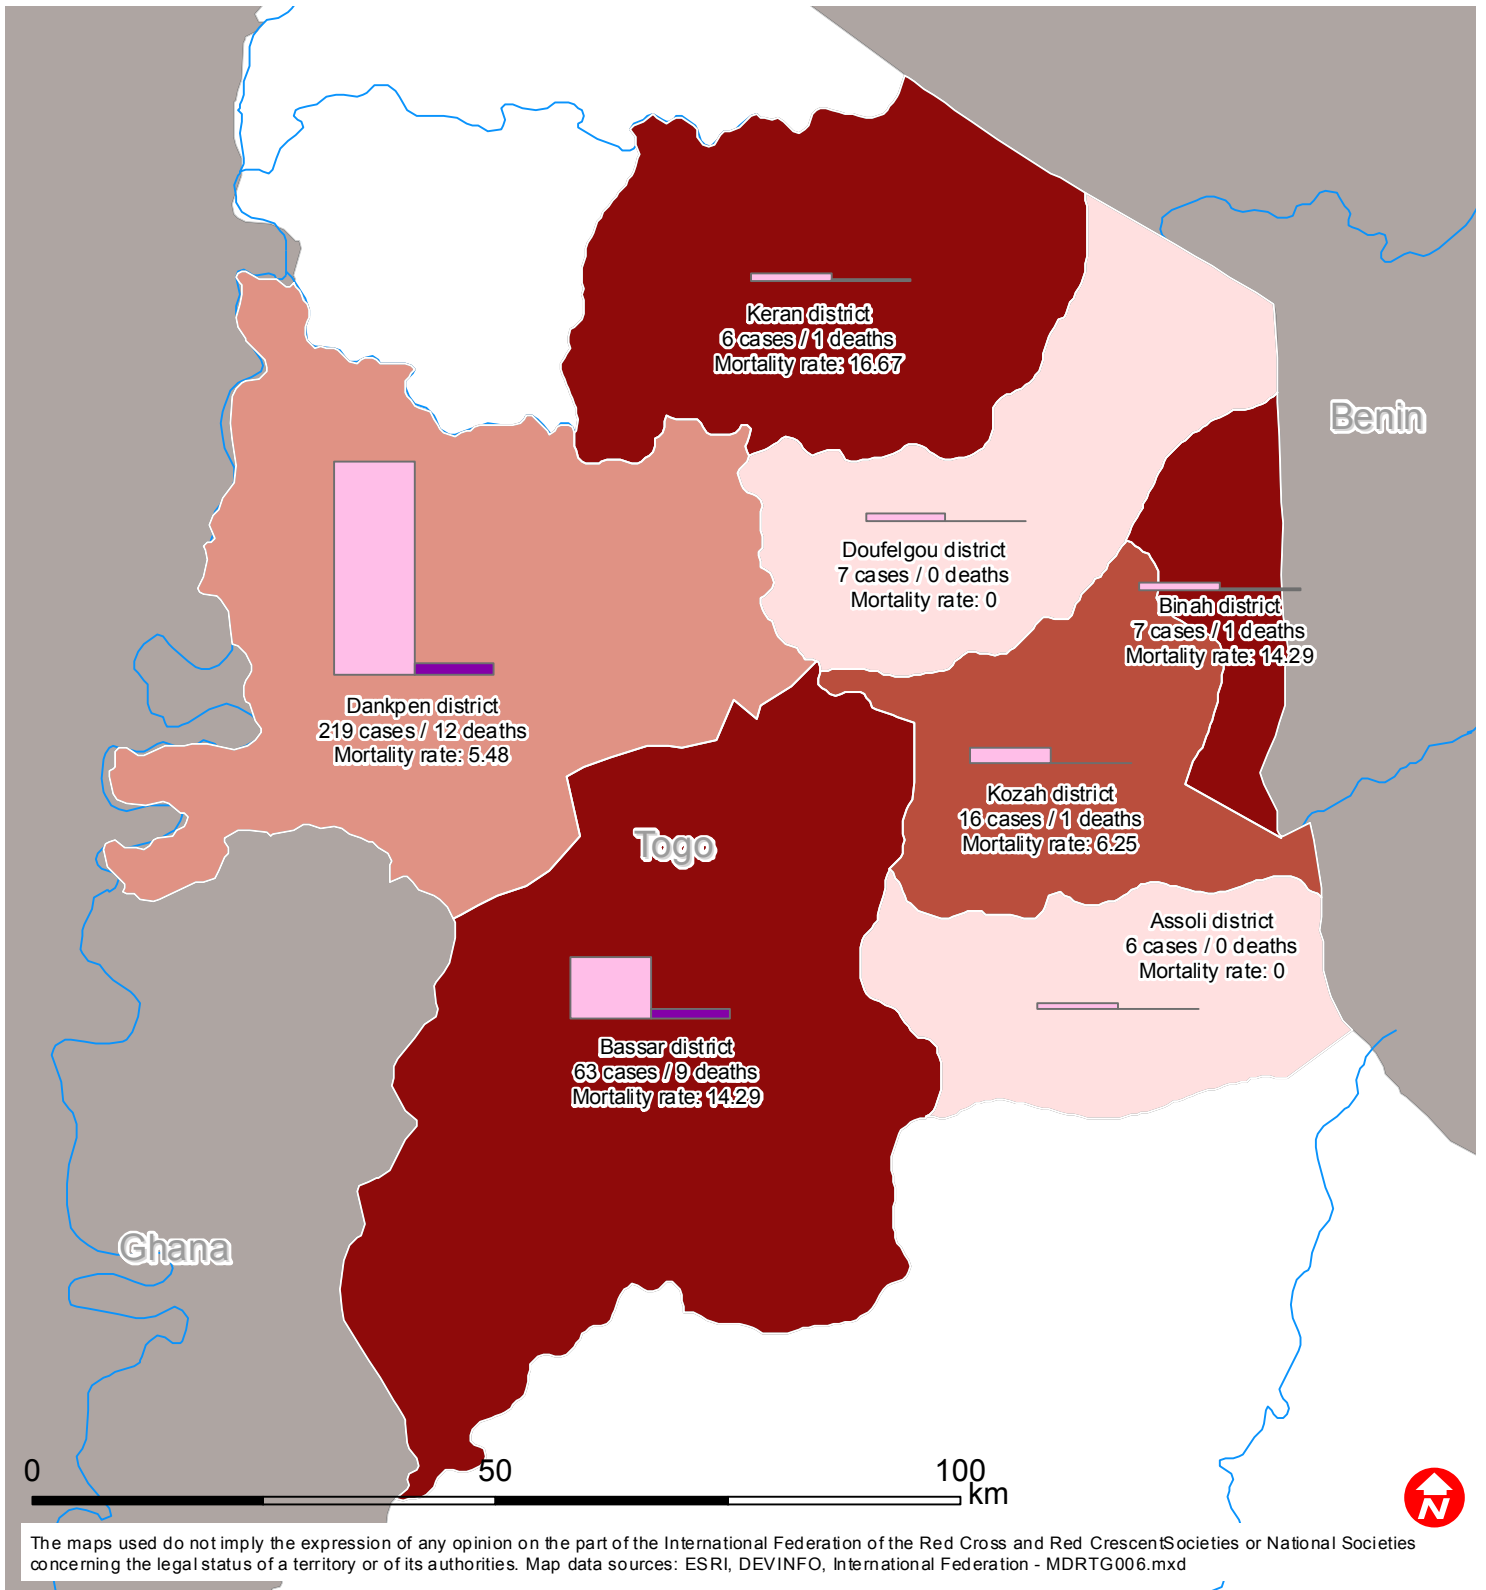 Keran district
6 cases / 1 deaths
Mortality rate: 16.67
Benin
Doufelgou district
7 cases / 0 deaths
Mortality rate: 0
Binah district
7 cases / 1 deaths
Mortality rate: 14.29
Dankpen district
219 cases / 12 deaths
Mortality rate: 5.48
Kozah district
16 cases / 1 deaths
Mortality rate: 6.25
Togo
Assoli district
6 cases / 0 deaths
Mortality rate: 0
Bassar district
63 cases / 9 deaths
Mortality rate: 14.29
Ghana
0 50 100
km
N
The maps used do not imply the expression of any opinion on the part of the International Federation of the Red Cross and Red CrescentSocieties or National Societies
concerning the legal status of a territory or of its authorities. Map data sources: ESRI, DEVINFO, International Federation - MDRTG006.mxd